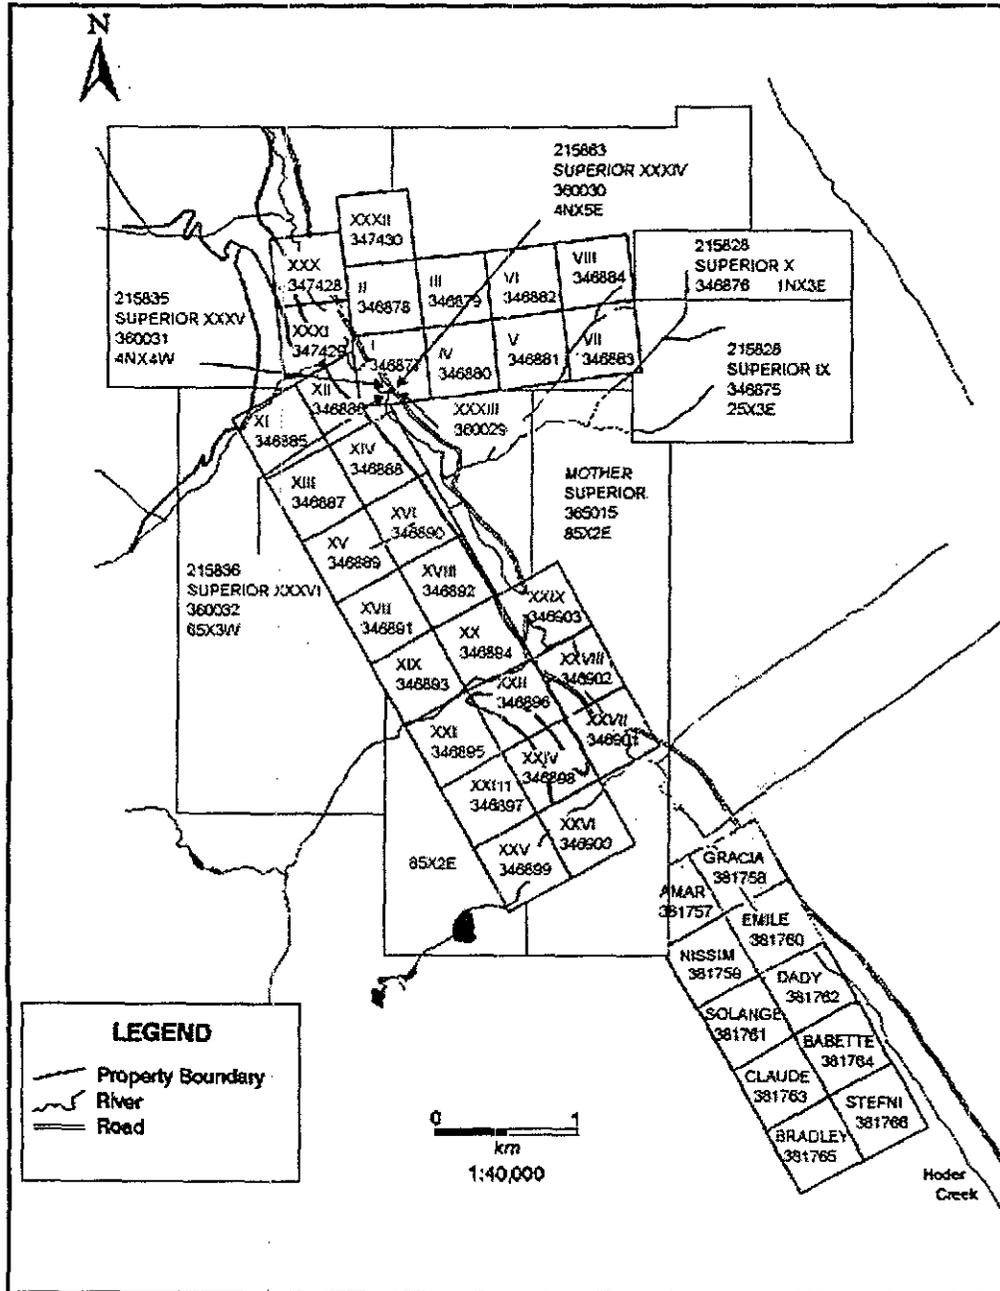 N
215863
SUPERIOR XXXIV
360030
4NX5E
XXXII
347430
XXX
347428
II
346878
III
346879
VI
346882
VIII
346884
215828
SUPERIOR X
346876 1NX3E
215835
SUPERIOR XXXV
360031
4NX4W
XXXI
347429
I
346877
IV
346880
V
346881
VII
346883
215828
SUPERIOR IX
346875
25X3E
XII
346886
XXXIII
360029
XI
346885
XIV
346888
XIII
346887
MOTHER
SUPERIOR
365015
85X2E
XVI
346890
XV
346889
215836
SUPERIOR XXXVI
360032
65X3W
XVIII
346892
XXIX
346903
XVII
346891
XX
346894
XIX
346893
XXVIII
346902
XXII
346896
XXI
346895
XXVII
346901
XXIV
346898
XXIII
346897
XXVI
346900
XXV
346899
85X2E
GRACIA
381758
AMAR
381757
EMILE
381760
NISSIM
381759
DADY
381762
SOLANGE
381761
BABETTE
381764
CLAUDE
381763
STEFNI
381766
BRADLEY
381765
Hoder
Creek
LEGEND
Property Boundary
River
Road
0 1
km
1:40,000